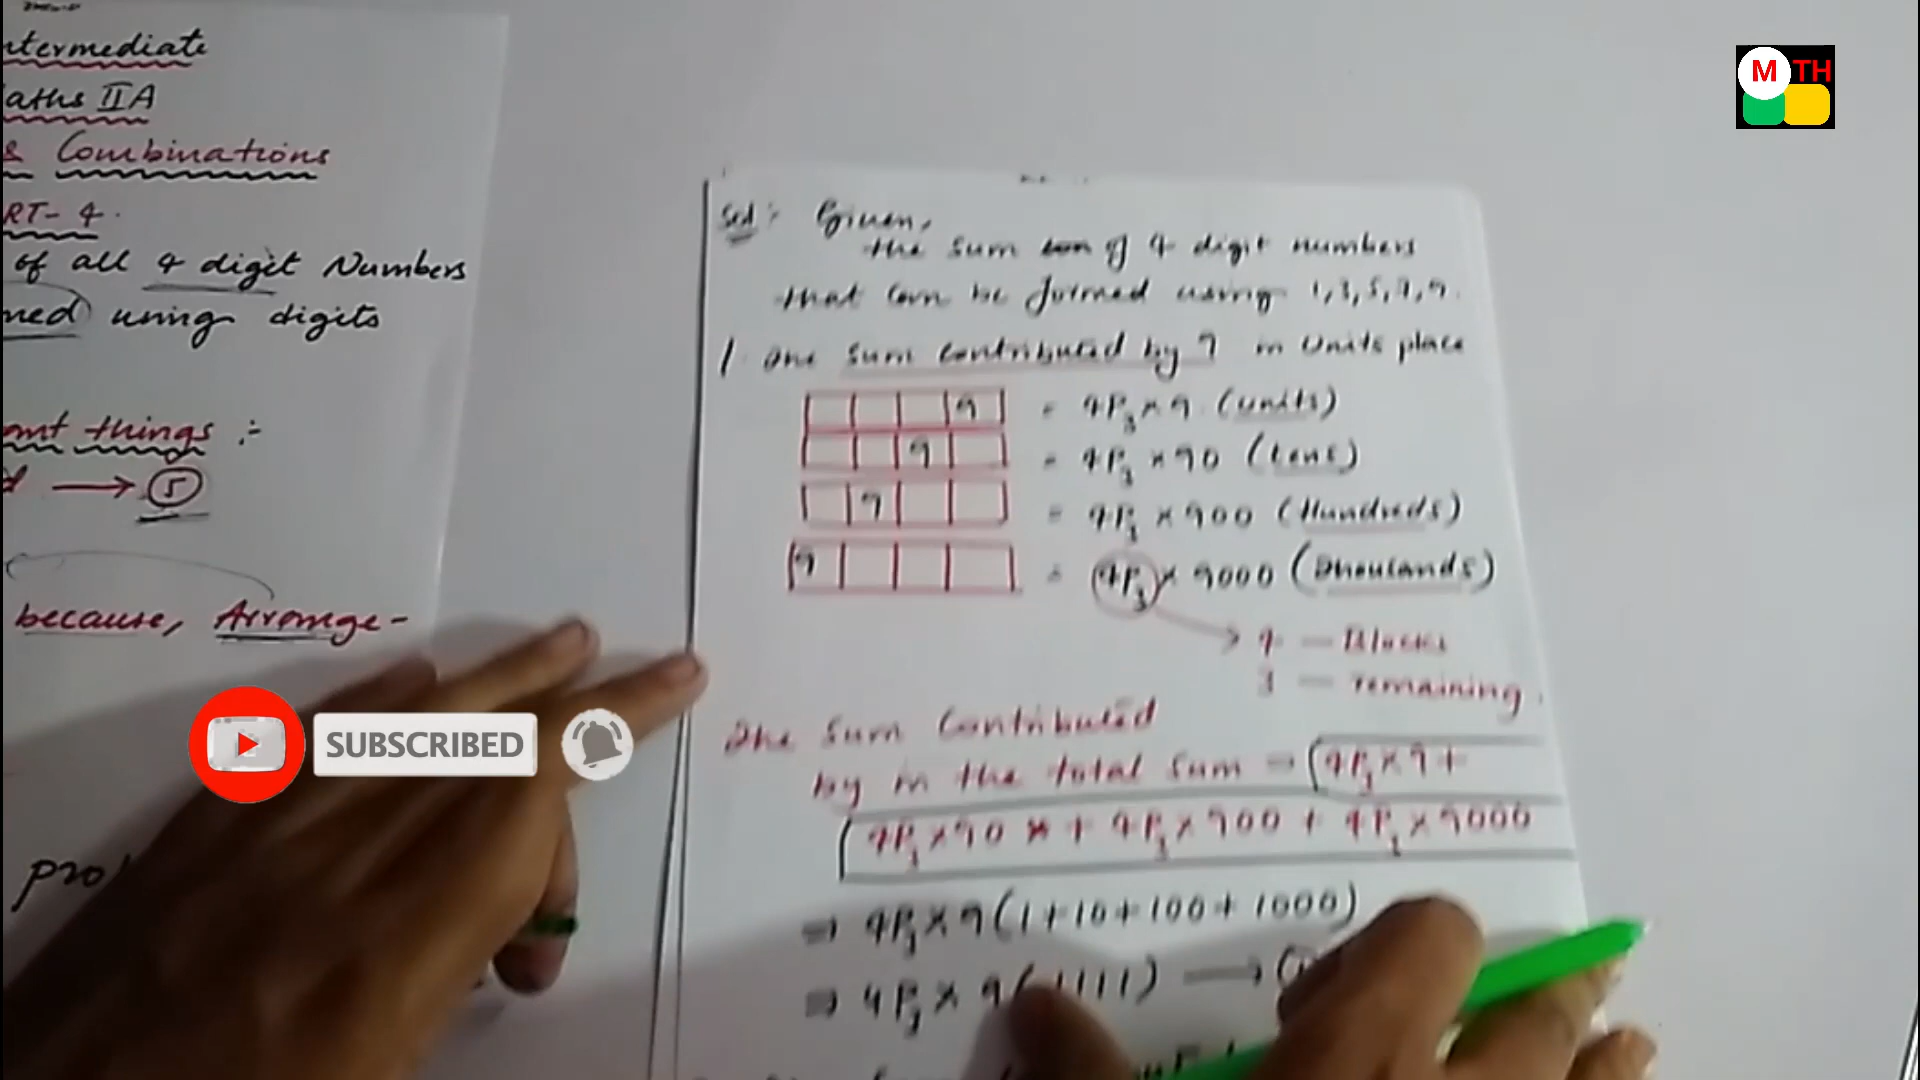 ntermediate
aths IIA
& Combinations
RT- 4.
of all 4 digit Numbers
med using digits
ant things :-
d → 5
because, Arrange-
pro
MTH
Sol :- Given,
the sum of 4 digit numbers
that can be formed using 1,3,5,7,9.
1. The sum contributed by 9 in Units place
9 = 4P3 × 9 (units)
9 = 4P3 × 90 (tens)
9 = 4P3 × 900 (Hundreds)
9 = 4P3 × 9000 (Thousands)
4 — Blocks
3 — remaining.
The Sum Contributed
by in the total sum ⇒ 4P3 × 9 +
4P3 × 90 + 4P3 × 900 + 4P3 × 9000
⇒ 4P3 × 9 (1+10+100+1000)
⇒ 4P3 × 9 (1111) →
SUBSCRIBED